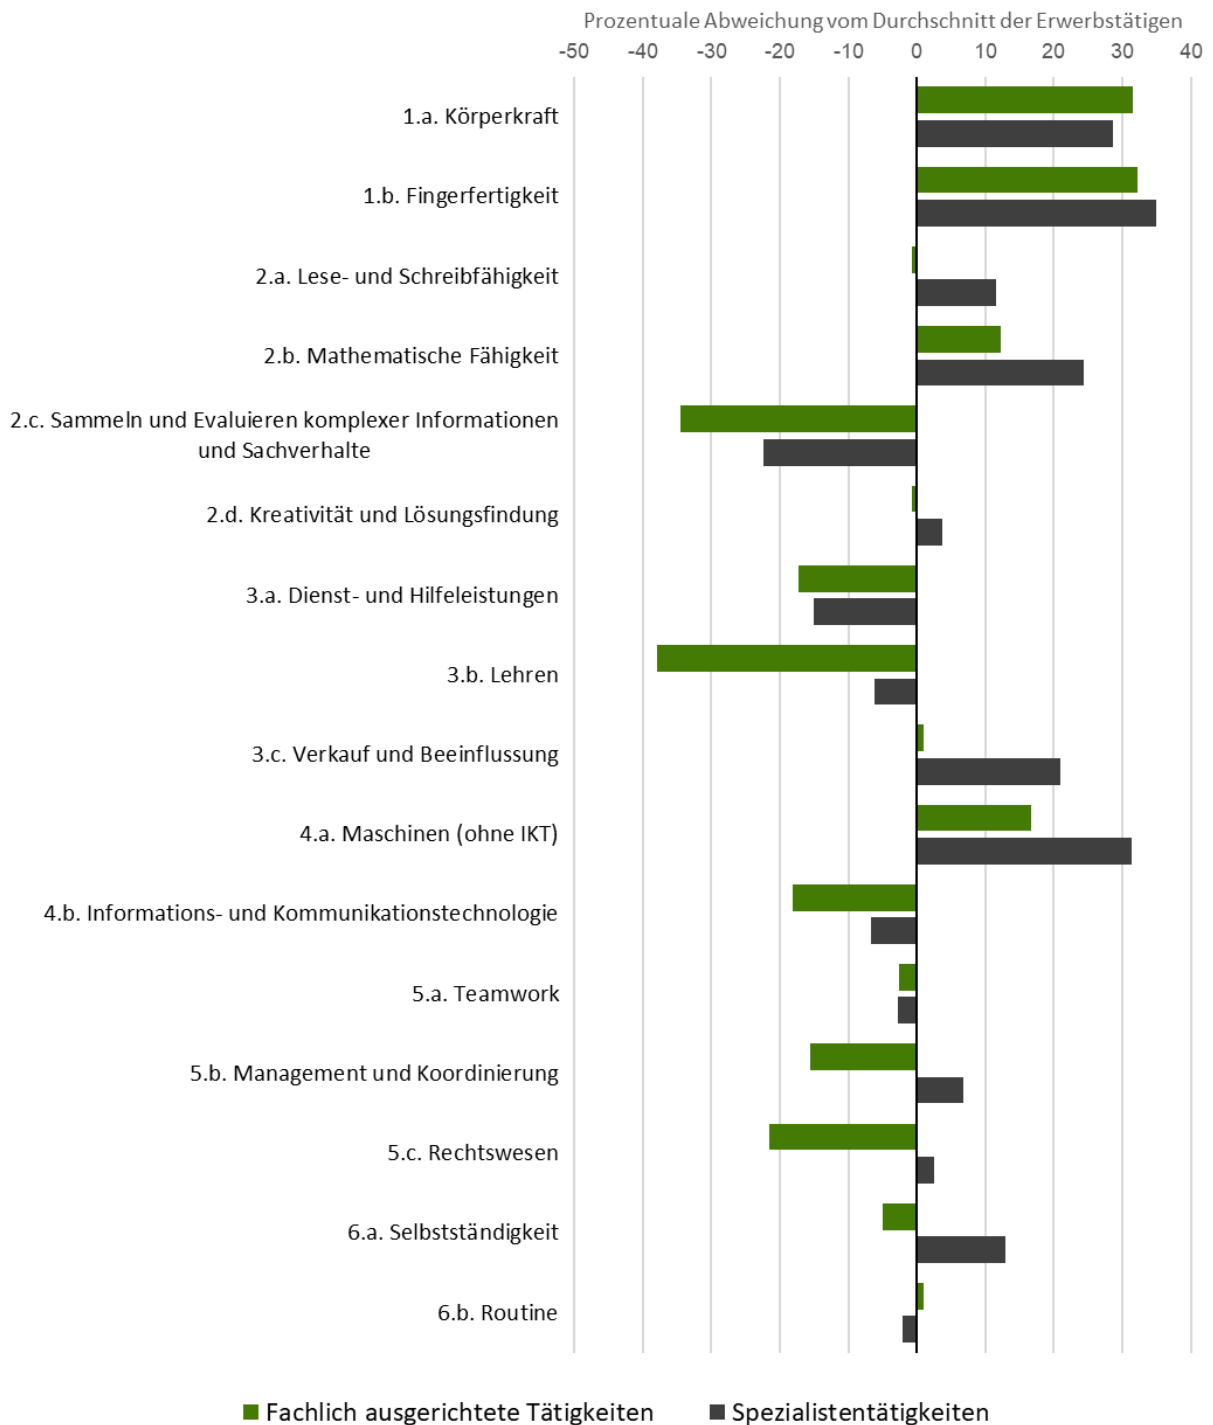 Prozentuale Abweichung vom Durchschnitt der Erwerbstätigen
-50 -40 -30 -20 -10 0 10 20 30 40
1.a. Körperkraft
1.b. Fingerfertigkeit
2.a. Lese- und Schreibfähigkeit
2.b. Mathematische Fähigkeit
2.c. Sammeln und Evaluieren komplexer Informationen
und Sachverhalte
2.d. Kreativität und Lösungsfindung
3.a. Dienst- und Hilfeleistungen
3.b. Lehren
3.c. Verkauf und Beeinflussung
4.a. Maschinen (ohne IKT)
4.b. Informations- und Kommunikationstechnologie
5.a. Teamwork
5.b. Management und Koordinierung
5.c. Rechtswesen
6.a. Selbstständigkeit
6.b. Routine
Fachlich ausgerichtete Tätigkeiten Spezialistentätigkeiten